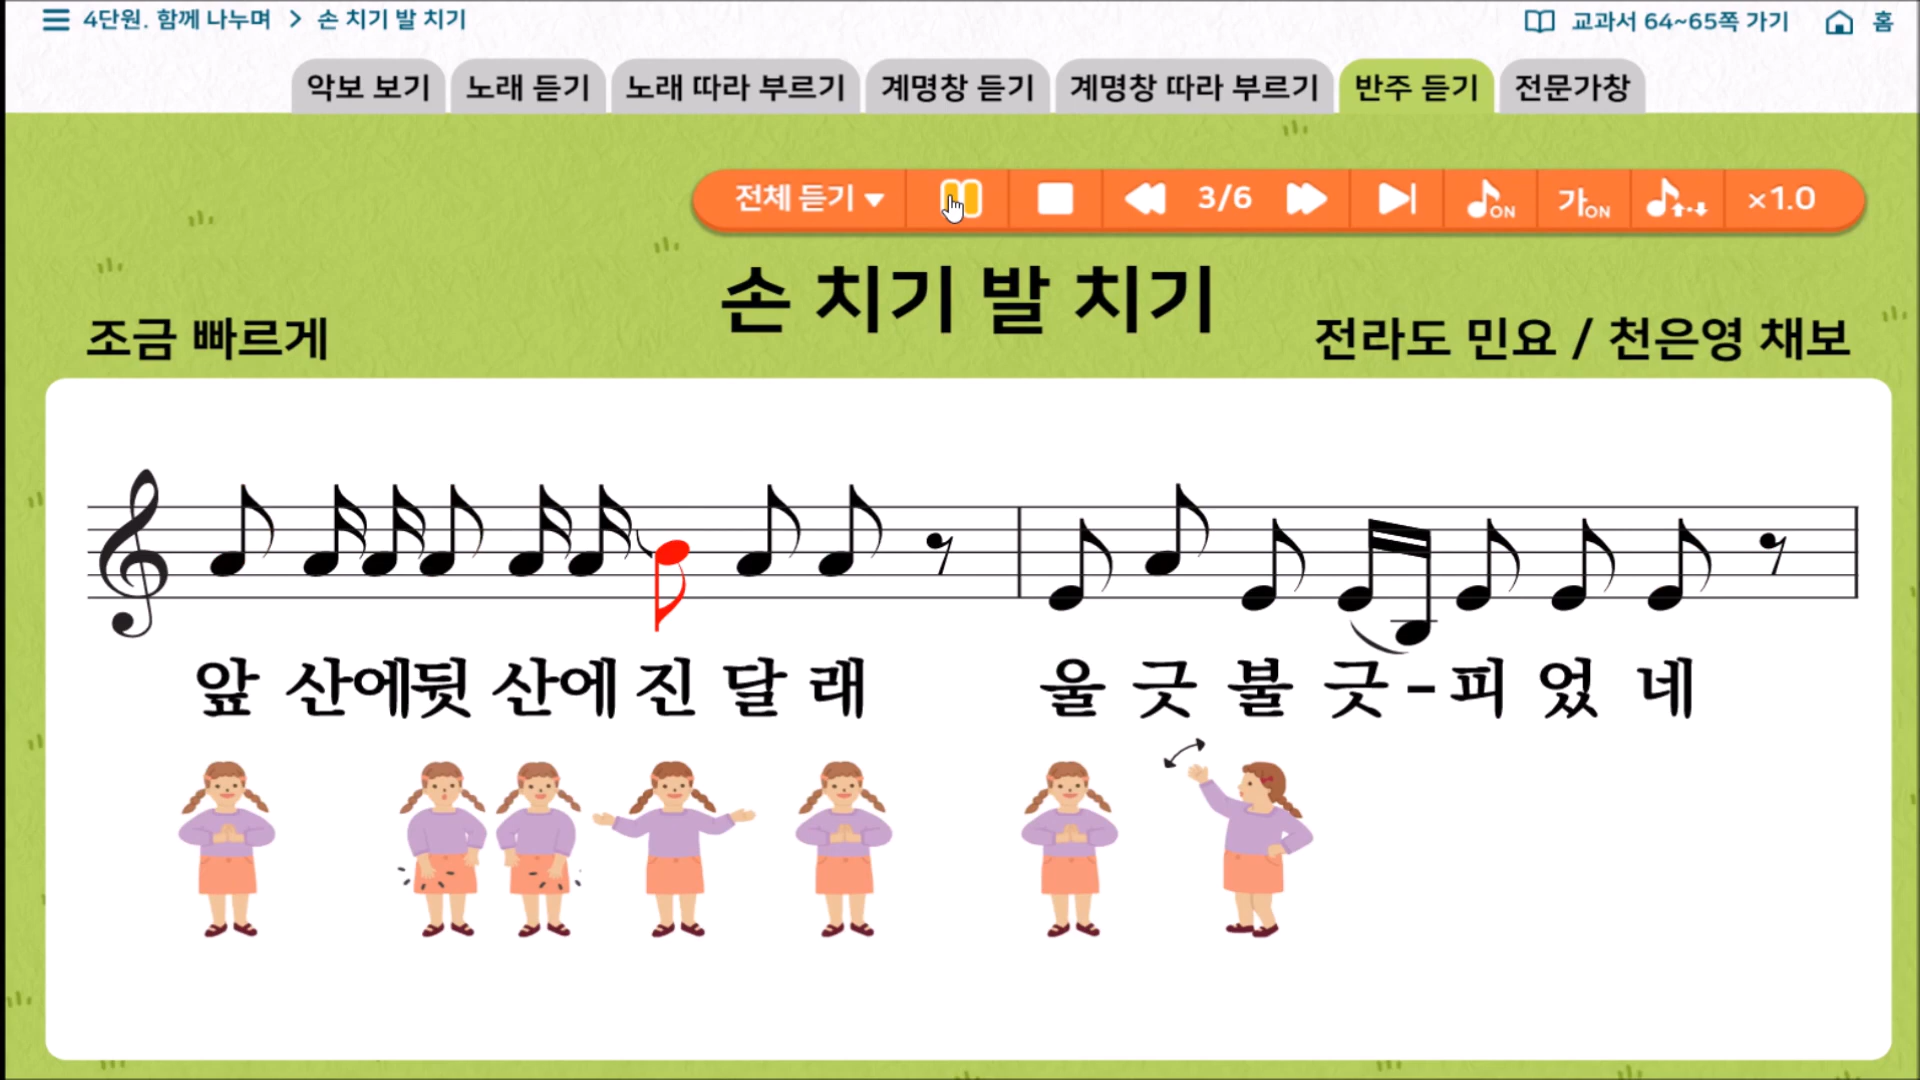 4단원. 함께 나누며 > 손 치기 발 치기
교과서 64~65쪽 가기 홈
악보 보기 노래 듣기 노래 따라 부르기 계명창 듣기 계명창 따라 부르기 반주 듣기 전문가창
전체 듣기 3/6 ON 가ON ×1.0
손 치기 발 치기
조금 빠르게 전라도 민요 / 천은영 채보
앞 산에뒷 산에 진 달 래 울 긋 불 긋 - 피 었 네